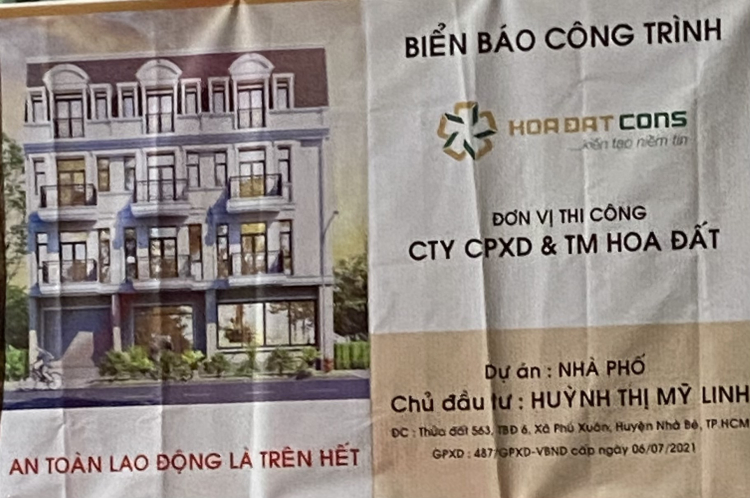 BIỂN BÁO CÔNG TRÌNH
HOA ĐẤT CONS
...kiến tạo niềm tin
ĐƠN VỊ THI CÔNG
CTY CPXD & TM HOA ĐẤT
Dự án : NHÀ PHỐ
Chủ đầu tư : HUỲNH THỊ MỸ LINH
ĐC : Thửa đất 563, TBĐ 6, Xã Phú Xuân, Huyện Nhà Bè, TP.HCM
GPXD : 487/GPXD-VBND cấp ngày 06/07/2021
AN TOÀN LAO ĐỘNG LÀ TRÊN HẾT